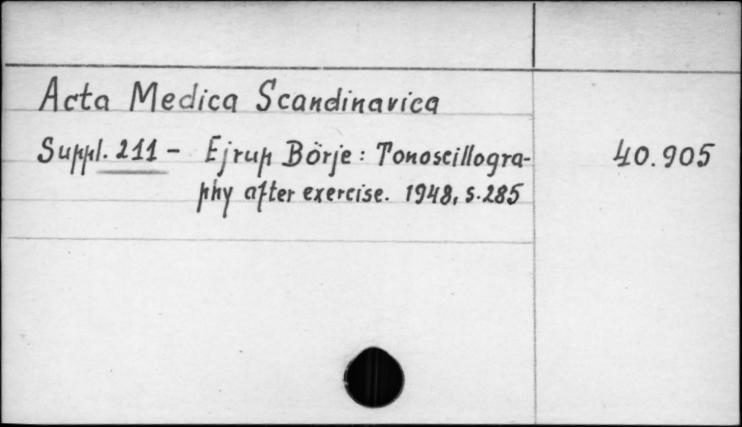 Acta Medica Scandinavica
Suppl. 211 - Ejrup Börje : Tonoscillogra- 40.905
phy after exercise. 1948, s.285